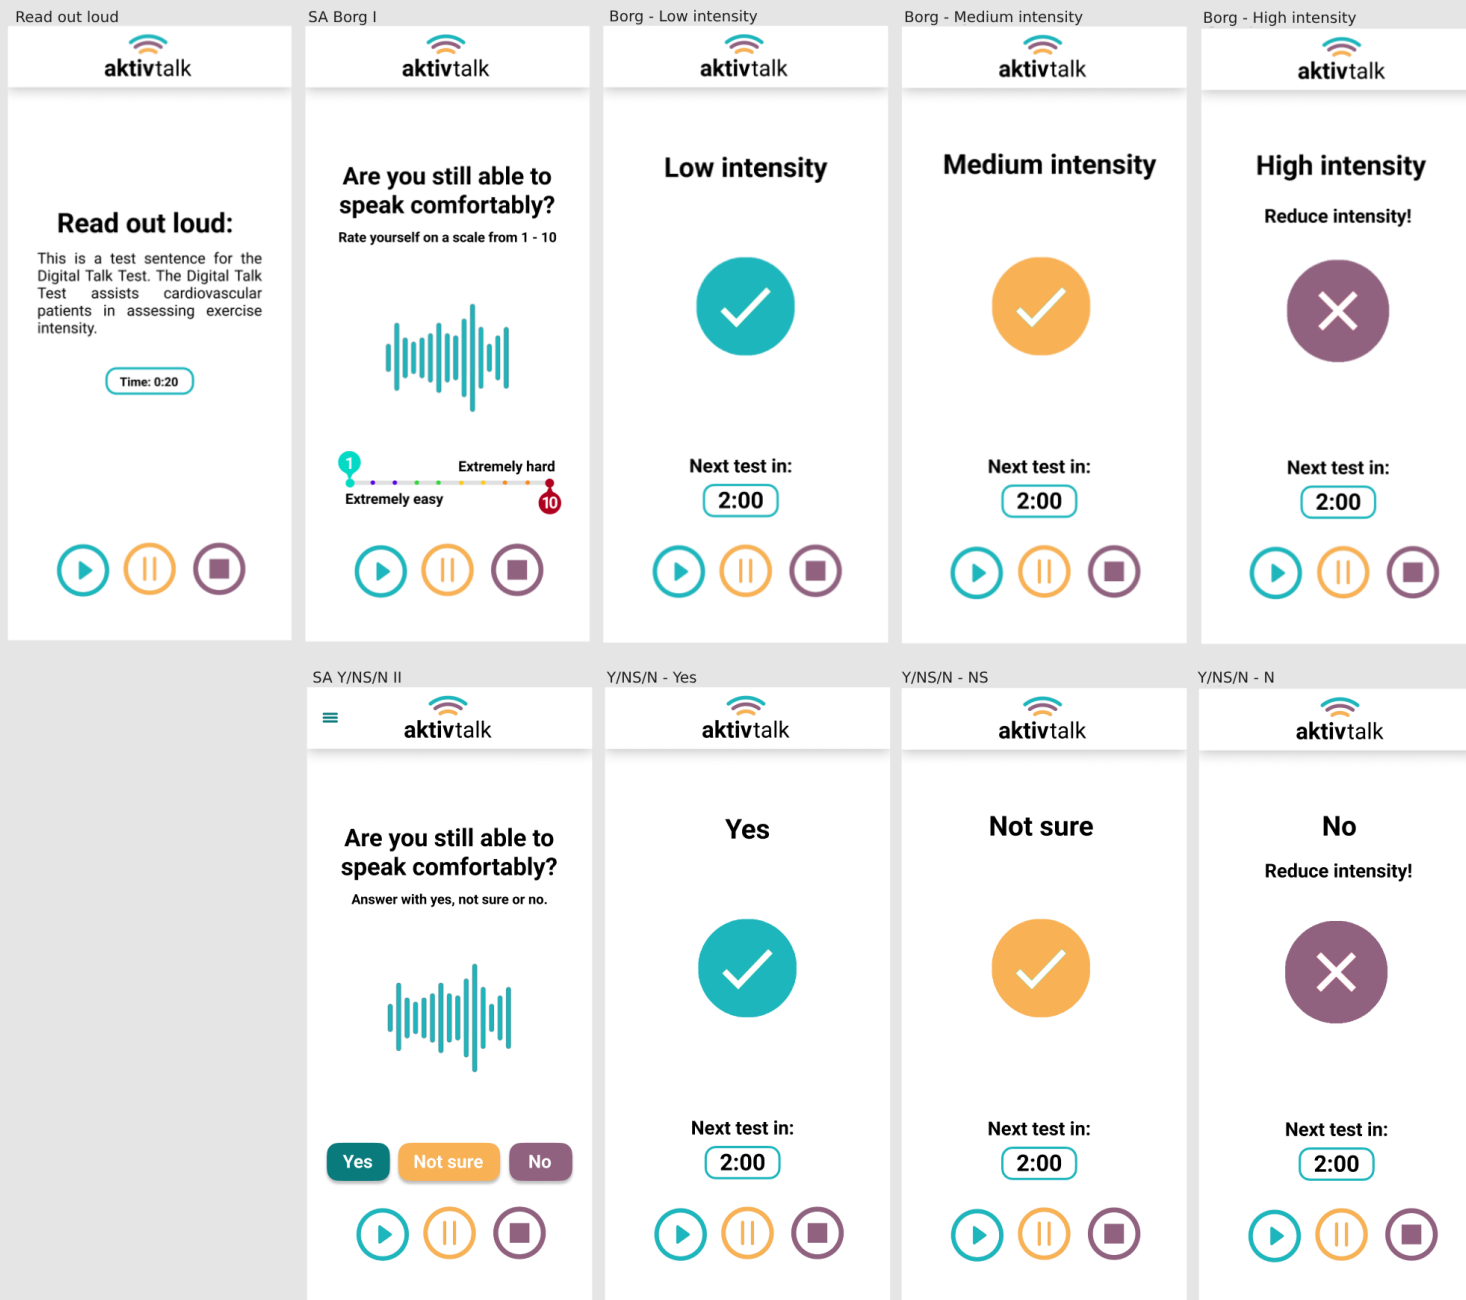 Read out loud
aktivtalk
Read out loud:
This is a test sentence for the
Digital Talk Test. The Digital Talk
Test assists cardiovascular
patients in assessing exercise
intensity.
Time: 0:20
SA Borg I
aktivtalk
Are you still able to
speak comfortably?
Rate yourself on a scale from 1 - 10
1
Extremely hard
Extremely easy
10
Borg - Low intensity
aktivtalk
Low intensity
Next test in:
2:00
Borg - Medium intensity
aktivtalk
Medium intensity
Next test in:
2:00
Borg - High intensity
aktivtalk
High intensity
Reduce intensity!
Next test in:
2:00
SA Y/NS/N II
aktivtalk
Are you still able to
speak comfortably?
Answer with yes, not sure or no.
Yes
Not sure
No
Y/NS/N - Yes
aktivtalk
Yes
Next test in:
2:00
Y/NS/N - NS
aktivtalk
Not sure
Next test in:
2:00
Y/NS/N - N
aktivtalk
No
Reduce intensity!
Next test in:
2:00